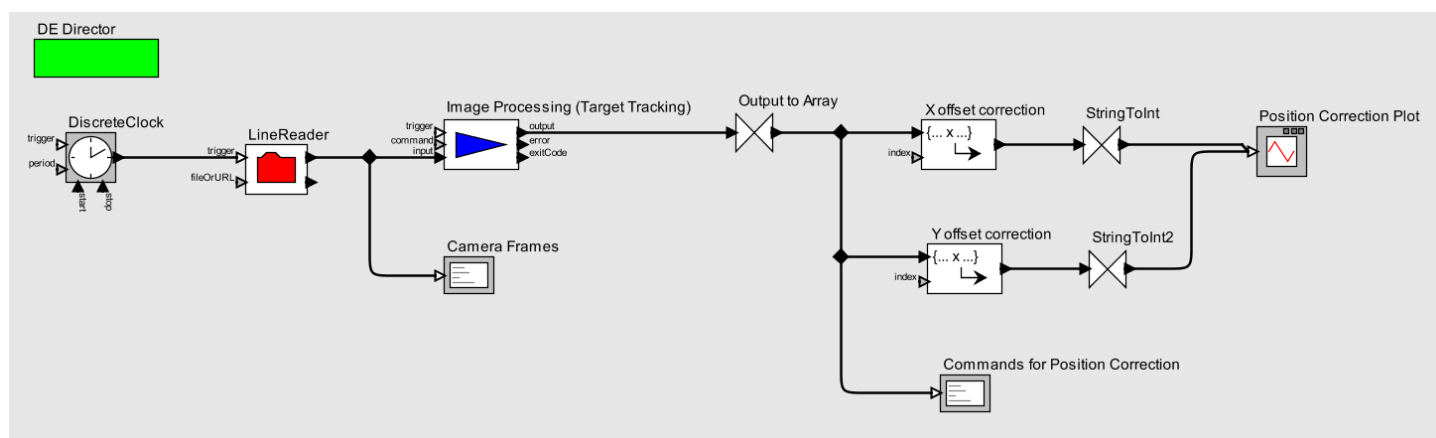 DE Director
DiscreteClock
trigger
period
start
stop
LineReader
trigger
fileOrURL
Image Processing (Target Tracking)
trigger
command
input
output
error
exitCode
Camera Frames
Output to Array
X offset correction
{... x ...}
index
StringToInt
Position Correction Plot
Y offset correction
{... x ...}
index
StringToInt2
Commands for Position Correction